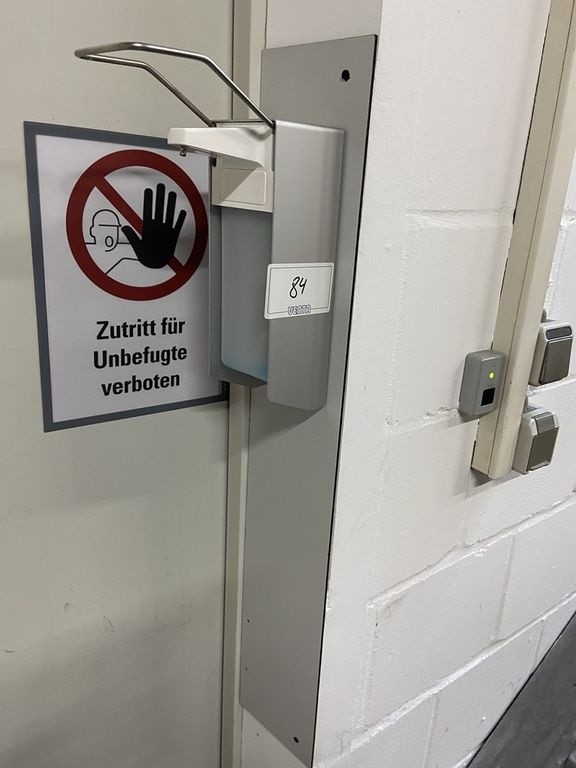 Zutritt für
Unbefugte
verboten
84